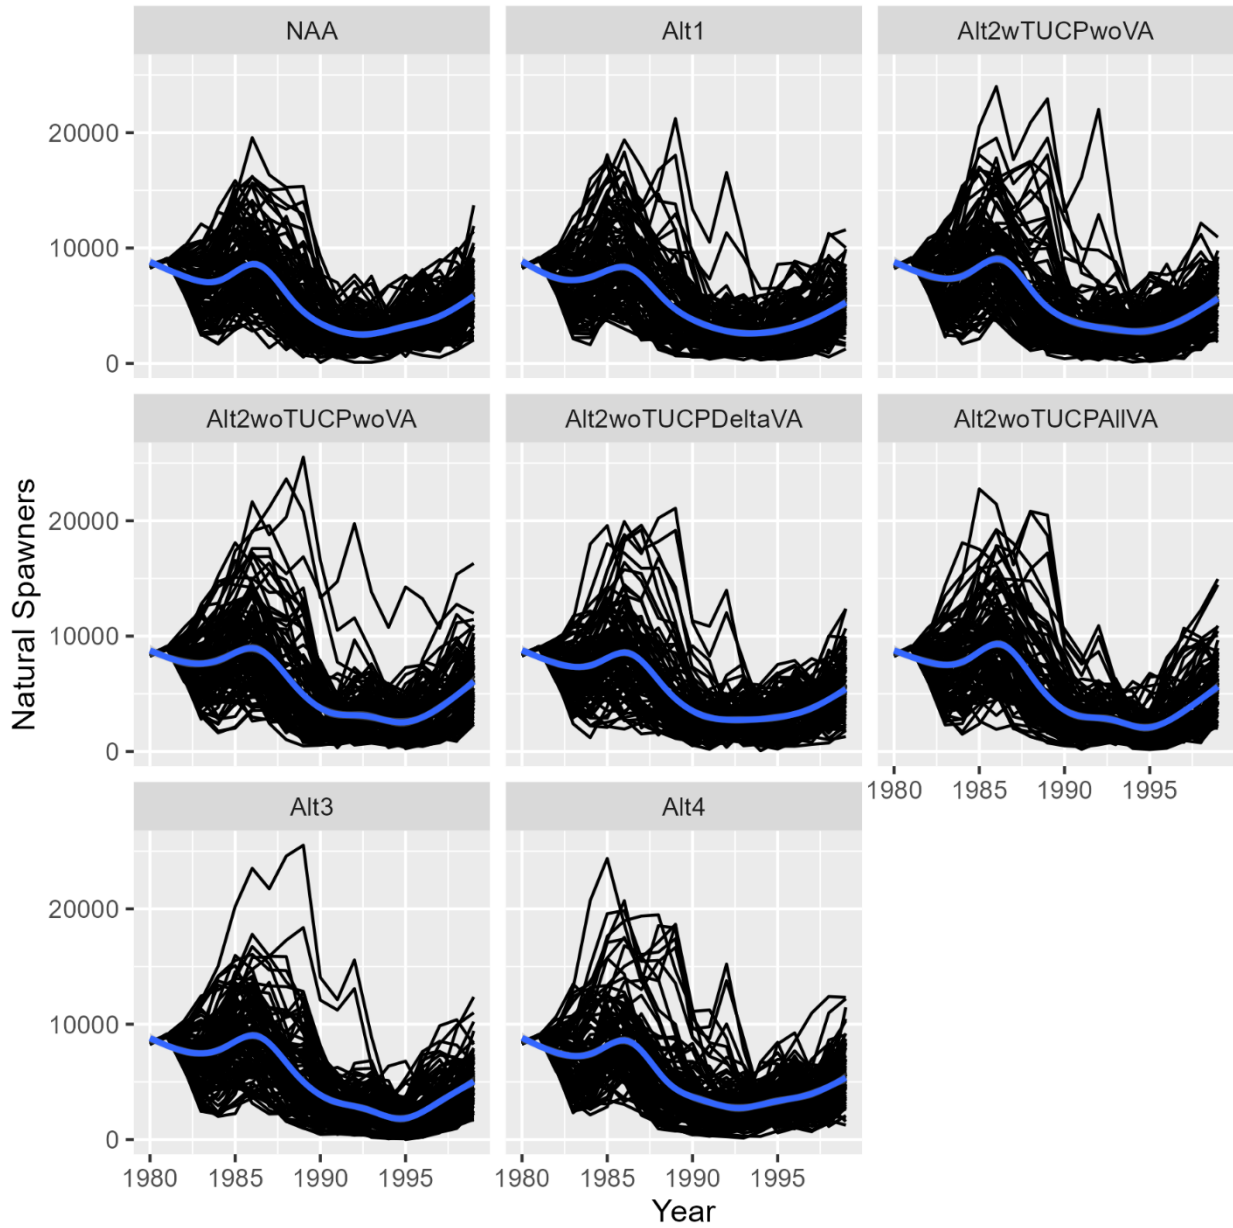 NAA Alt1 Alt2wTUCPwoVA
20000
10000
0
Alt2woTUCPwoVA Alt2woTUCPDeltaVA Alt2woTUCPAllVA
20000
10000
0
1980 1985 1990 1995
Alt3 Alt4
20000
10000
0
1980 1985 1990 1995 1980 1985 1990 1995
Year
Natural Spawners